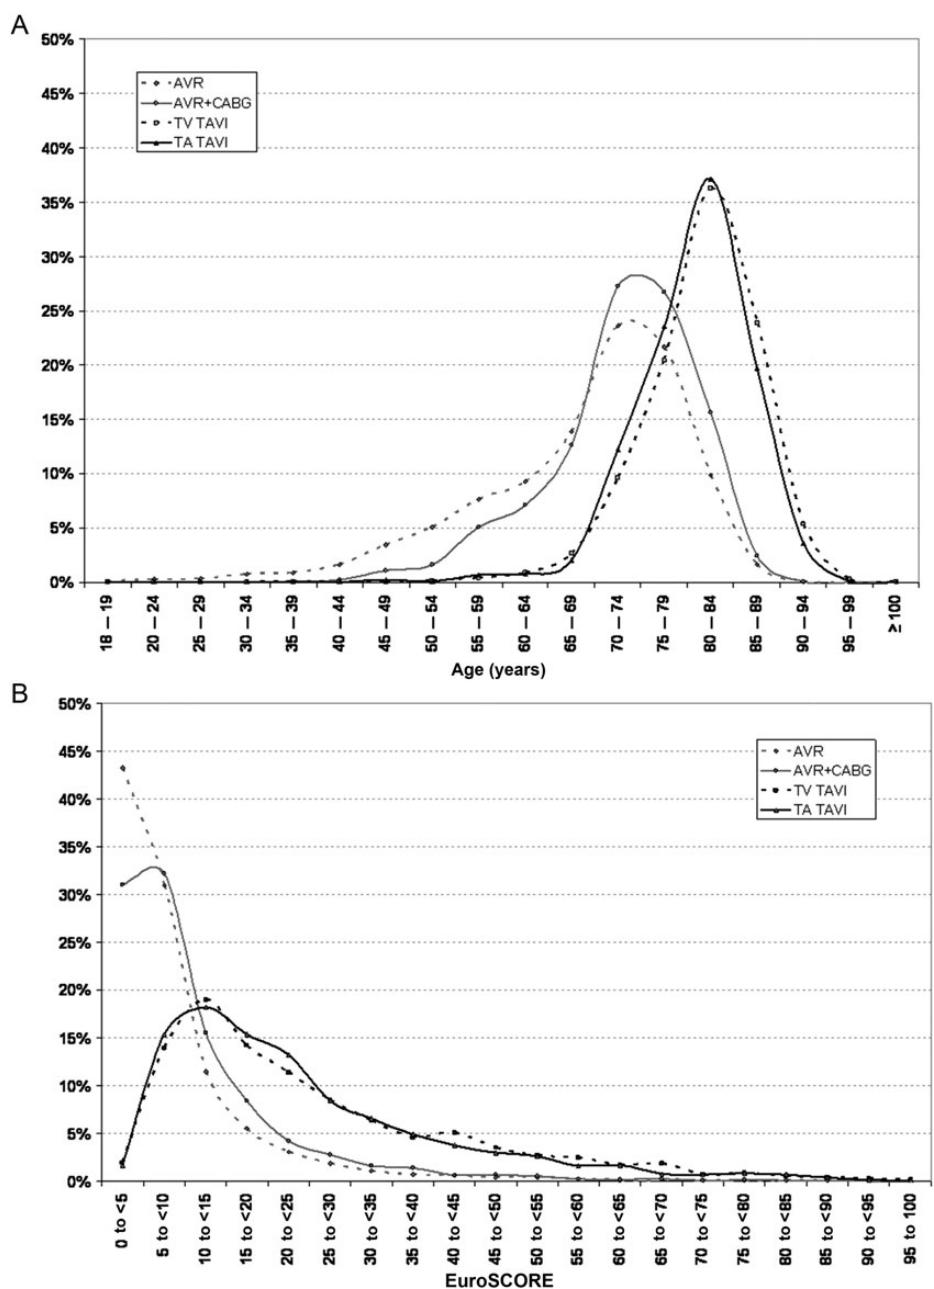 A
50%
45%
40%
35%
30%
25%
20%
15%
10%
5%
0%
AVR
AVR+CABG
TV TAVI
TA TAVI
18 – 19
20 – 24
25 – 29
30 – 34
35 – 39
40 – 44
45 – 49
50 – 54
55 – 59
60 – 64
65 – 69
70 – 74
75 – 79
80 – 84
85 – 89
90 – 94
95 – 99
≥ 100
Age (years)
B
50%
45%
40%
35%
30%
25%
20%
15%
10%
5%
0%
AVR
AVR+CABG
TV TAVI
TA TAVI
0 to <5
5 to <10
10 to <15
15 to <20
20 to <25
25 to <30
30 to <35
35 to <40
40 to <45
45 to <50
50 to <55
55 to <60
60 to <65
65 to <70
70 to <75
75 to <80
80 to <85
85 to <90
90 to <95
95 to 100
EuroSCORE